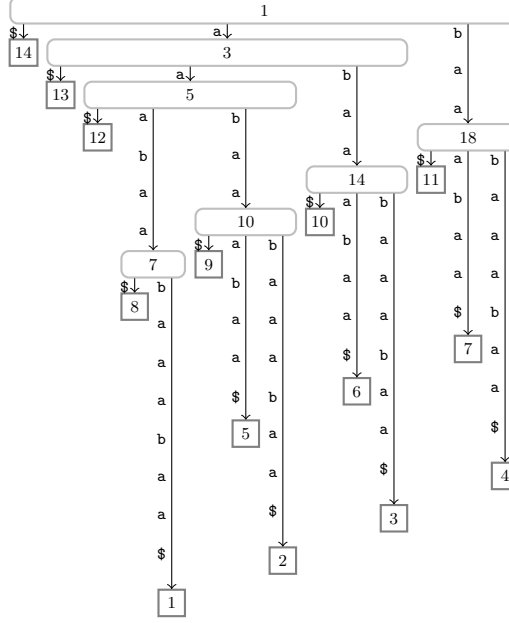 1
$ a b
14 3
$ a b a
13 5
$ a b a a
12 18
b a a $ a b
14 11
a a $ a b b a
10 10
a $ a b b a a a
7 9
$ b b a a a a a
8
a a a a a $ b
7
a a a $ b a
6
a $ b a a
5
b a a $
4
a a $
3
a $
2
$
1